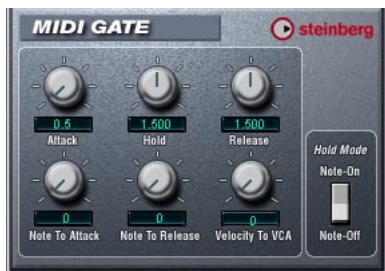 MIDI GATE
steinberg
0.5
1.500
1.500
Attack
Hold
Release
0
0
0
Note To Attack
Note To Release
Velocity To VCA
Hold Mode
Note-On
Note-Off